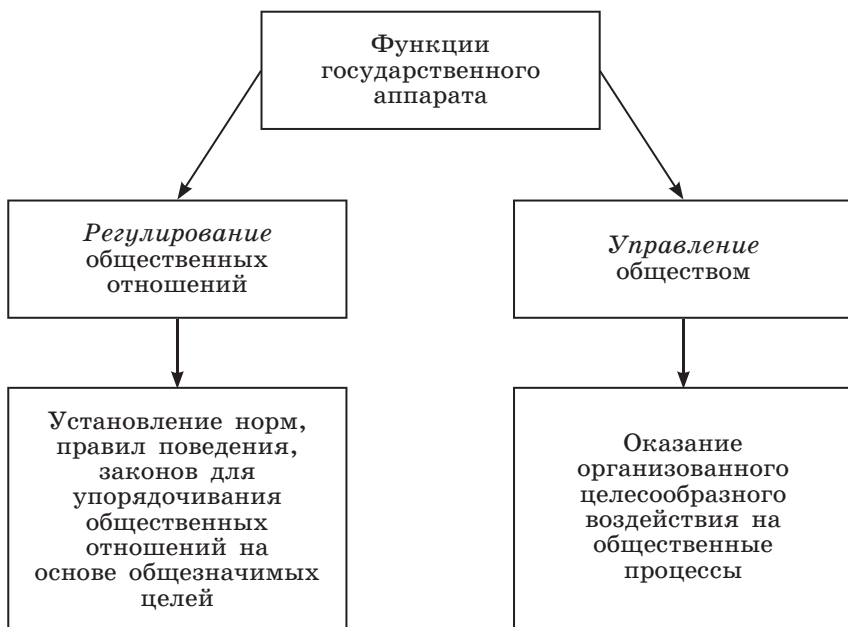 Функции
государственного
аппарата
Регулирование
общественных
отношений
Управление
обществом
Установление норм,
правил поведения,
законов для
упорядочивания
общественных
отношений на
основе общезначимых
целей
Оказание
организованного
целесообразного
воздействия на
общественные
процессы